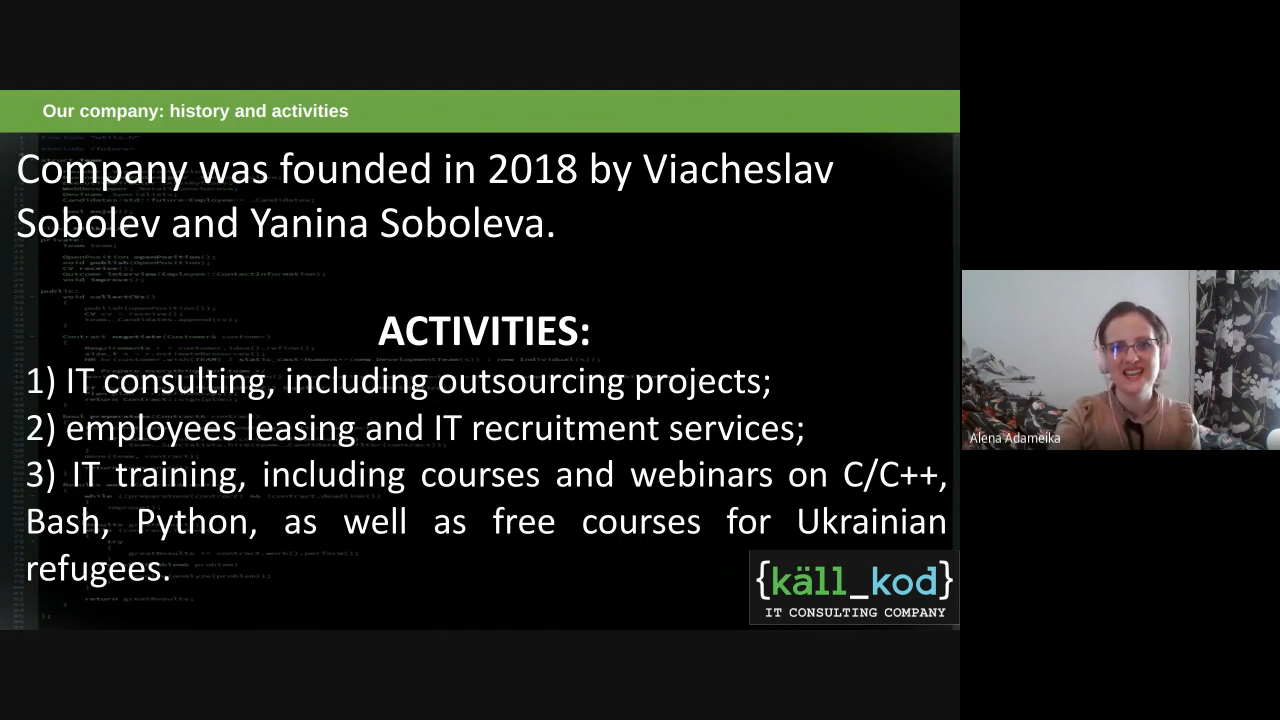 Our company: history and activities
Company was founded in 2018 by Viacheslav
Sobolev and Yanina Soboleva.
ACTIVITIES:
1) IT consulting, including outsourcing projects;
2) employees leasing and IT recruitment services;
3) IT training, including courses and webinars on C/C++,
Bash, Python, as well as free courses for Ukrainian
refugees.
{käll_kod}
IT CONSULTING COMPANY
Alena Adameika